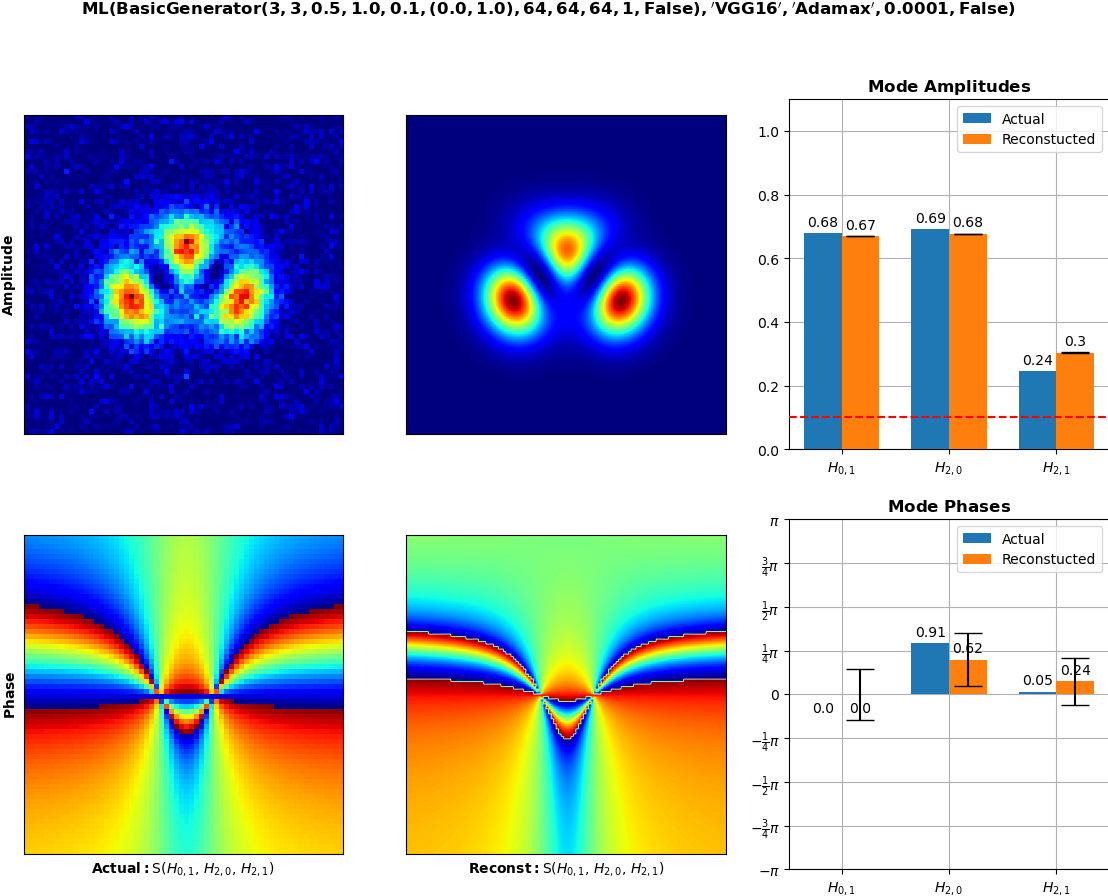 ML(BasicGenerator(3, 3, 0.5, 1.0, 0.1, (0.0, 1.0), 64, 64, 64, 1, False), 'VGG16', 'Adamax', 0.0001, False)
Amplitude
Mode Amplitudes
Actual
Reconstucted
1.0
0.8
0.6
0.4
0.2
0.0
0.68 0.67
0.69 0.68
0.24 0.3
H0,1 H2,0 H2,1
Phase
Actual: S(H0,1, H2,0, H2,1)
Reconst: S(H0,1, H2,0, H2,1)
Mode Phases
Actual
Reconstucted
π
3/4π
1/2π
1/4π
0
−1/4π
−1/2π
−3/4π
−π
0.0 0.0
0.91 0.62
0.05 0.24
H0,1 H2,0 H2,1